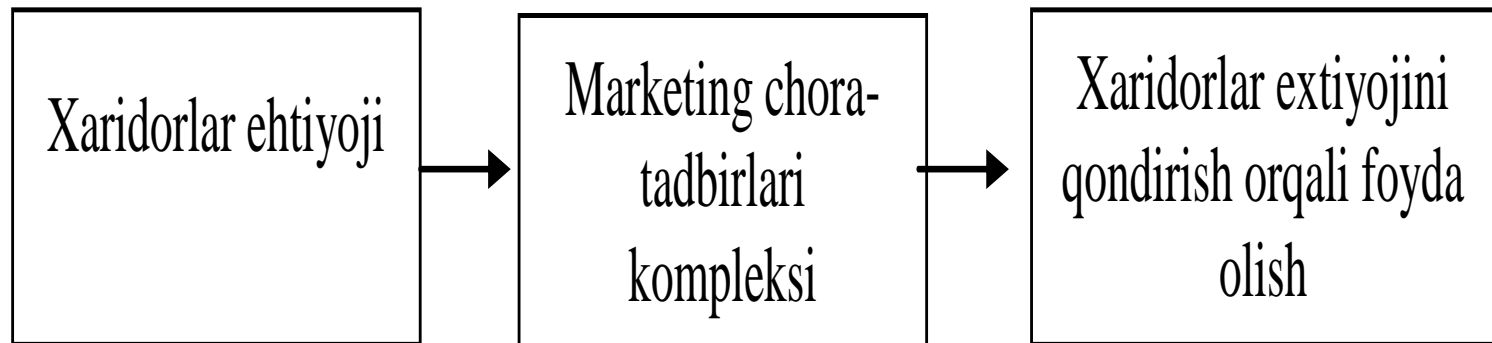 Xaridorlar ehtiyoji
Marketing chora-
tadbirlari
kompleksi
Xaridorlar extiyojini
qondirish orqali foyda
olish